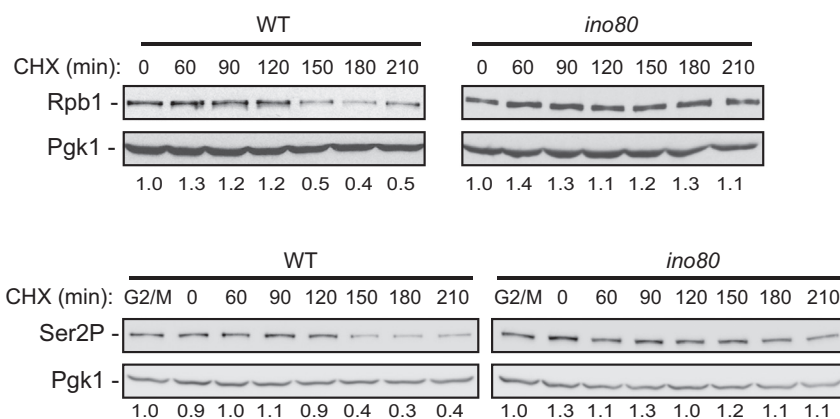 WT ino80
CHX (min): 0 60 90 120 150 180 210 0 60 90 120 150 180 210
Rpb1 -
Pgk1 -
1.0 1.3 1.2 1.2 0.5 0.4 0.5 1.0 1.4 1.3 1.1 1.2 1.3 1.1
WT ino80
CHX (min): G2/M 0 60 90 120 150 180 210 G2/M 0 60 90 120 150 180 210
Ser2P -
Pgk1 -
1.0 0.9 1.0 1.1 0.9 0.4 0.3 0.4 1.0 1.3 1.1 1.3 1.0 1.2 1.1 1.1